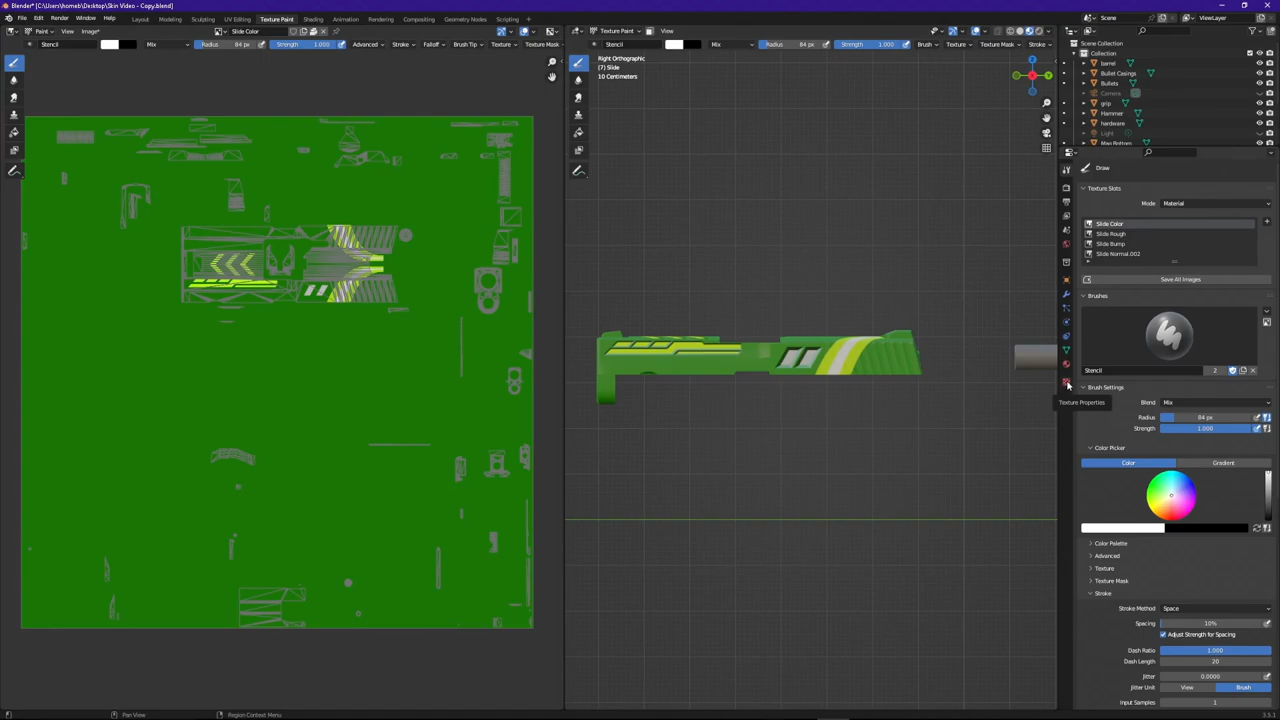 Blender* [C:\Users\homeb\Desktop\Skin Video - Copy.blend]
File Edit Render Window Help Layout Modeling Sculpting UV Editing Texture Paint Shading Animation Rendering Compositing Geometry Nodes Scripting Scene ViewLayer
Paint View Image* Slide Color Texture Paint View
Stencil Mix Radius 84 px Strength 1.000 Advanced Stroke Falloff Brush Tip Texture Texture Mask
Stencil Mix Radius 84 px Strength 1.000 Brush Texture Texture Mask Stroke
Right Orthographic
(7) Slide
10 Centimeters
Z
Y
Scene Collection
Collection
barrel
Bullet Casings
Bullets
Camera
grip
Hammer
hardware
Light
Mag Bottom
Draw
Texture Slots
Mode Material
Slide Color
Slide Rough
Slide Bump
Slide Normal.002
Save All Images
Brushes
Stencil 2
Brush Settings
Texture Properties
Blend Mix
Radius 84 px
Strength 1.000
Color Picker
Color Gradient
Color Palette
Advanced
Texture
Texture Mask
Stroke
Stroke Method Space
Spacing 10%
Adjust Strength for Spacing
Dash Ratio 1.000
Dash Length 20
Jitter 0.0000
Jitter Unit View Brush
Input Samples 1
Pan View Region Context Menu 3.5.1